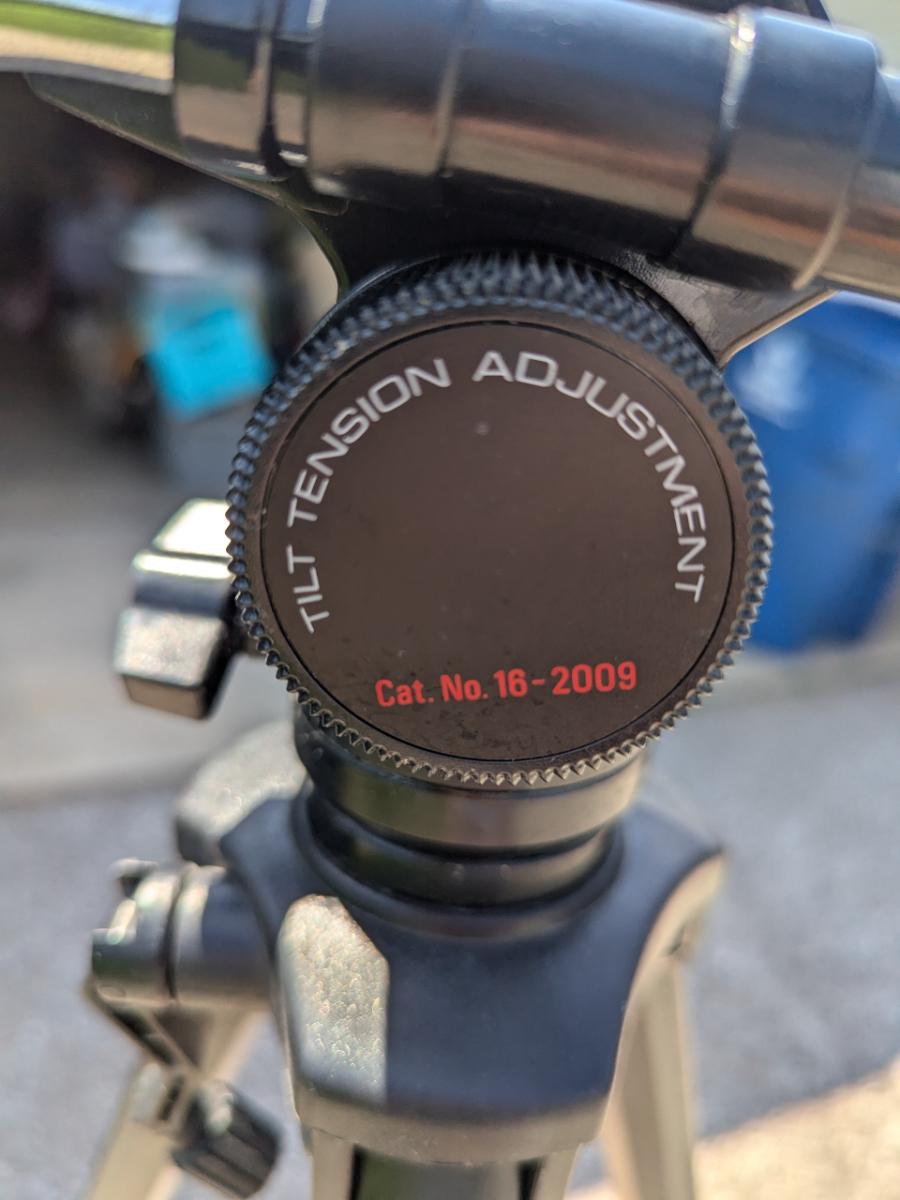 TILT TENSION ADJUSTMENT
Cat. No. 16-2009